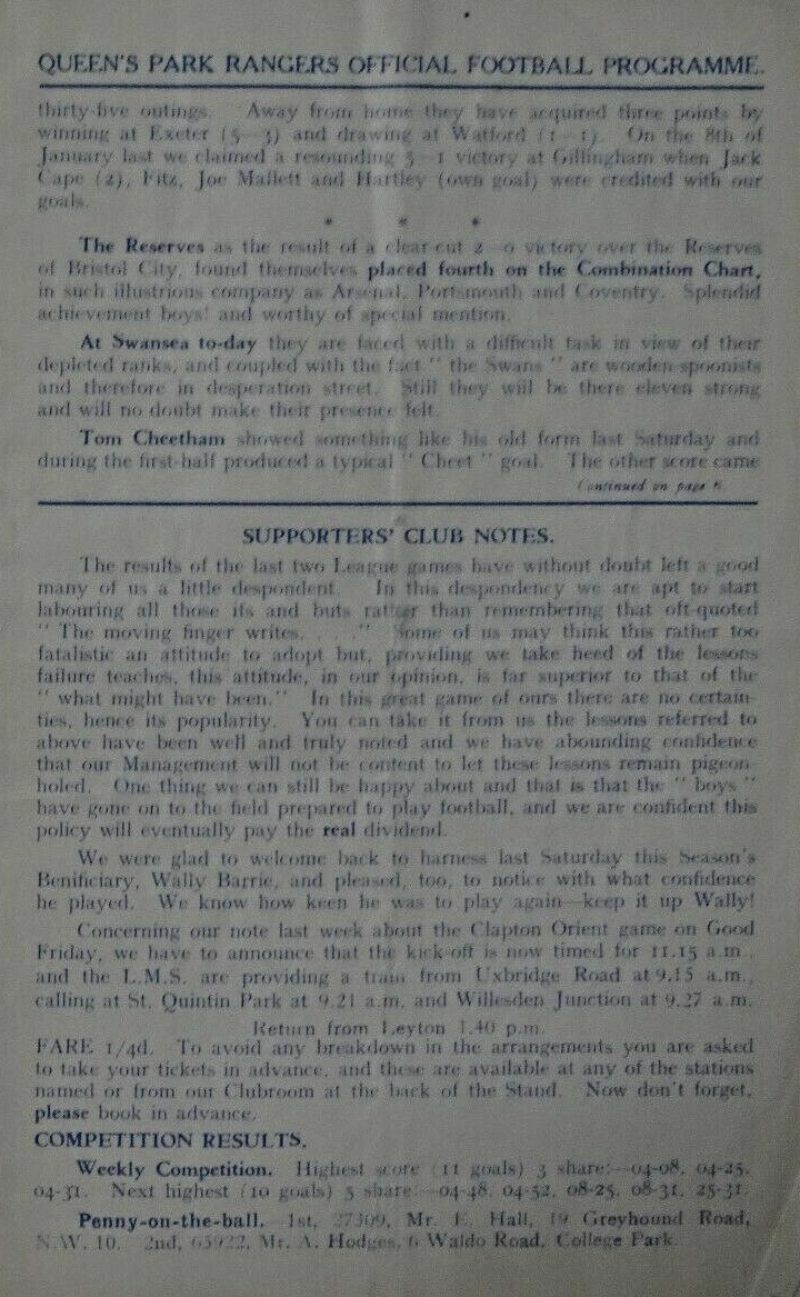 QUEEN'S PARK RANGERS OFFICIAL FOOTBALL PROGRAMME.
thirty-five outings. Away from home they have acquired three points by
winning at Exeter and drawing at Watford (1—1). On the 8th of
January last we claimed a resounding victory at Gillingham when Jack
Cape (2), Fitz, Joe Mallett and Hartley (own goal) were credited with our
goals.
* * *
The Reserves as the result of a clear cut 2—0 victory over the Reserves
of Bristol City, found themselves placed fourth on the Combination Chart,
in such illustrious company as Arsenal, Portsmouth and Coventry. Splendid
achievement boys! and worthy of special mention.
At Swansea to-day they are faced with a difficult task in view of their
depleted ranks, and coupled with the fact " the Swans " are wooden spoonists
and therefore in desperation street. Still they will be there eleven strong
and will no doubt make their presence felt.
Tom Cheetham showed something like his old form last Saturday and
during the first-half produced a typical " Cheet " goal. The other score came
Continued on page
SUPPORTERS' CLUB NOTES.
The results of the last two League games have without doubt left a good
many of us a little despondent. In this despondency we are apt to start
labouring all those ifs and buts rather than remembering that oft-quoted
" The moving finger writes. . . ." Some of us may think this rather too
fatalistic an attitude to adopt but, providing we take heed of the lessons
failure teaches, this attitude, in our opinion, is far superior to that of the
" what might have been." In this great game of ours there are no certain-
ties, hence its popularity. You can take it from us the lessons referred to
above have been well and truly noted and we have abounding confidence
that our Management will not be content to let these lessons remain pigeon-
holed. One thing we can still be happy about and that is that the " boys "
have gone on to the field prepared to play football, and we are confident this
policy will eventually pay the real dividend.
We were glad to welcome back to harness last Saturday this Season's
Benificiary, Wally Barrie, and pleased, too, to notice with what confidence
he played. We know how keen he was to play again—keep it up Wally!
Concerning our note last week about the Clapton Orient game on Good
Friday, we have to announce that the kick-off is now timed for 11.15 a.m.,
and the L.M.S. are providing a train from Uxbridge Road at 9.15 a.m.,
calling at St. Quintin Park at 9.21 a.m. and Willesden Junction at 9.27 a.m.
Return from Leyton 1.40 p.m.
FARE 1/4d. To avoid any breakdown in the arrangements you are asked
to take your tickets in advance, and these are available at any of the stations
named or from our Clubroom at the back of the Stand. Now don't forget,
please book in advance.
COMPETITION RESULTS.
Weekly Competition. Highest score (11 goals) 3 share:—04-08, 04-25,
04-31. Next highest (10 goals) 5 share:—04-48, 04-52, 08-25, 08-31, 25-31.
Penny-on-the-ball. 1st, 27309, Mr. E. Hall, 19 Greyhound Road,
N.W. 10. 2nd, Mr. A. Hodges, 6 Waldo Road, College Park.